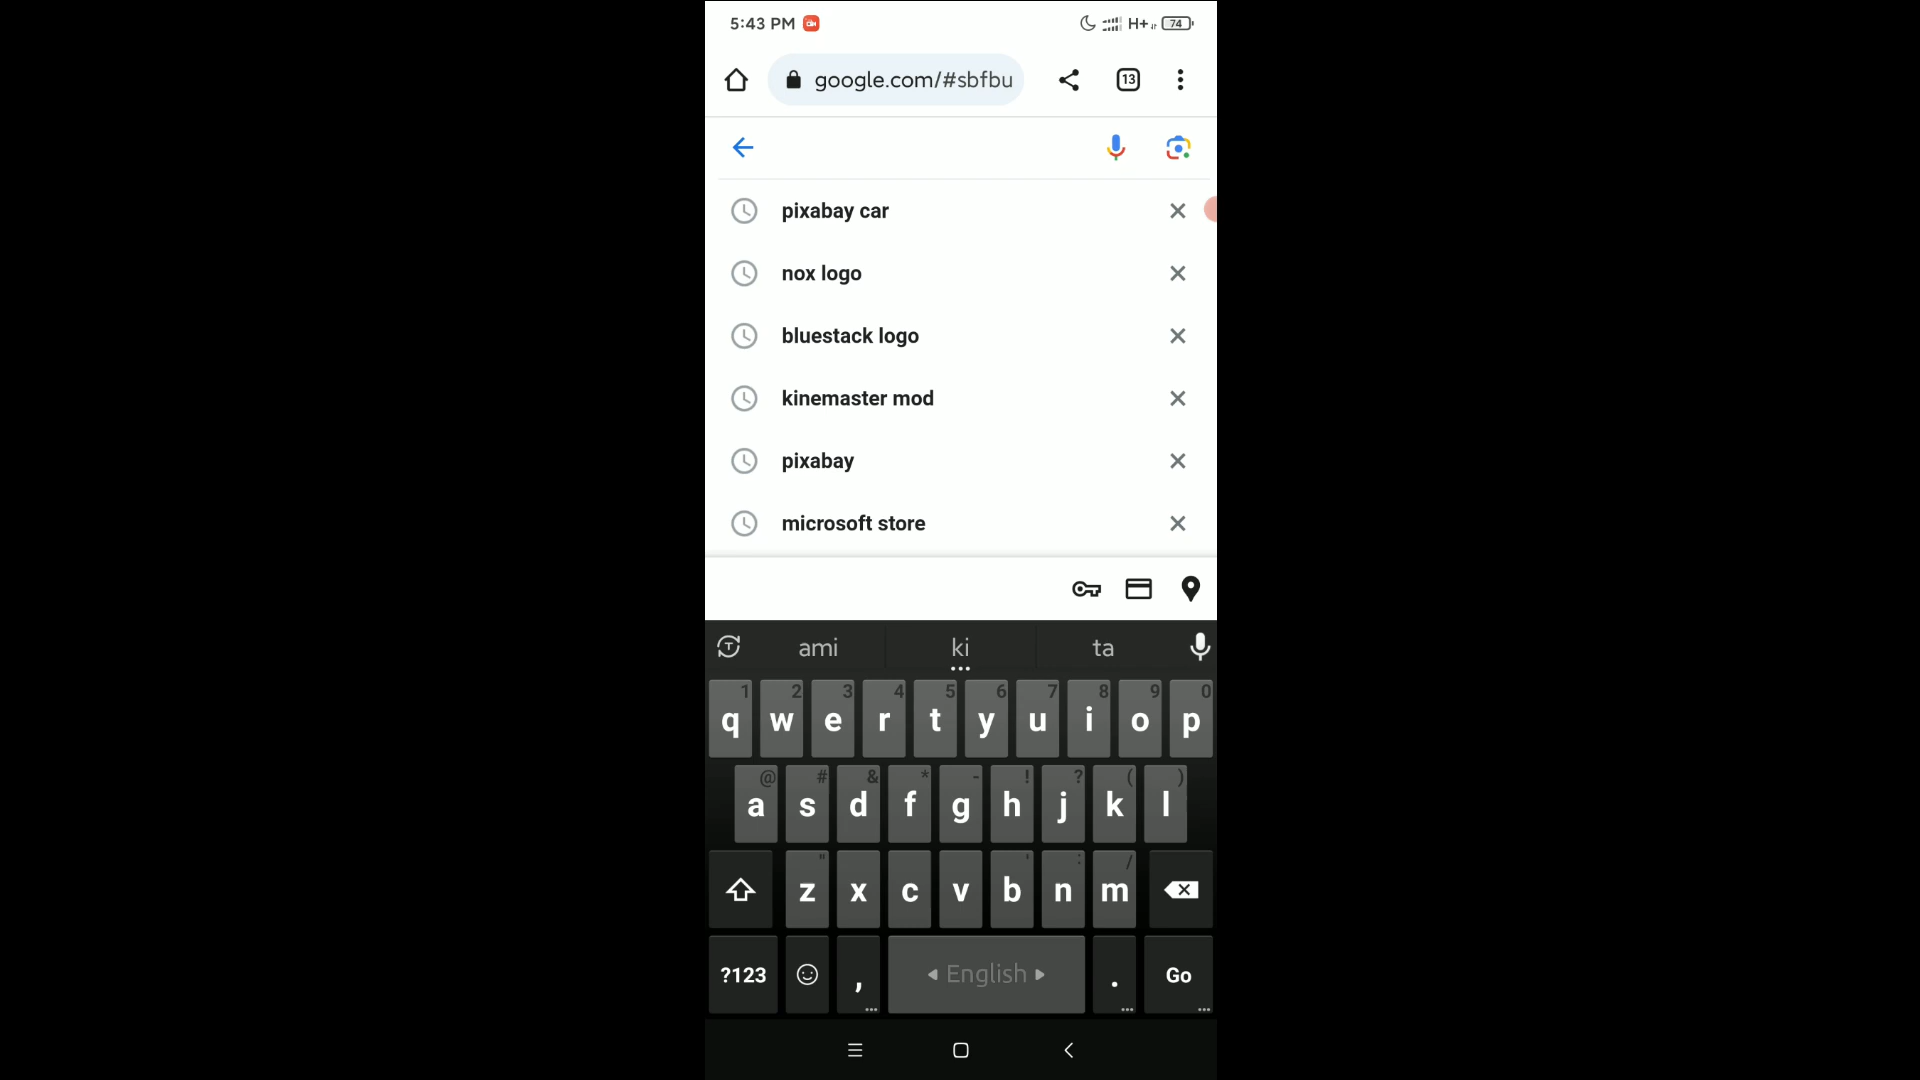 5:43 PM H+ 74
google.com/#sbfbu 13
pixabay car
nox logo
bluestack logo
kinemaster mod
pixabay
microsoft store
ami ki ta
1 2 3 4 5 6 7 8 9 0
q w e r t y u i o p
@ # & * - ! ? ( )
a s d f g h j k l
" ' : /
z x c v b n m
?123 , English . Go